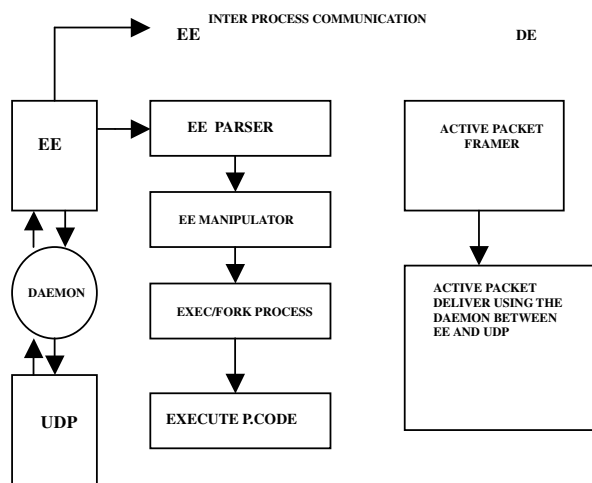 INTER PROCESS COMMUNICATION
EE
DE
EE
EE PARSER
ACTIVE PACKET
FRAMER
EE MANIPULATOR
DAEMON
EXEC/FORK PROCESS
ACTIVE PACKET
DELIVER USING THE
DAEMON BETWEEN
EE AND UDP
UDP
EXECUTE P.CODE